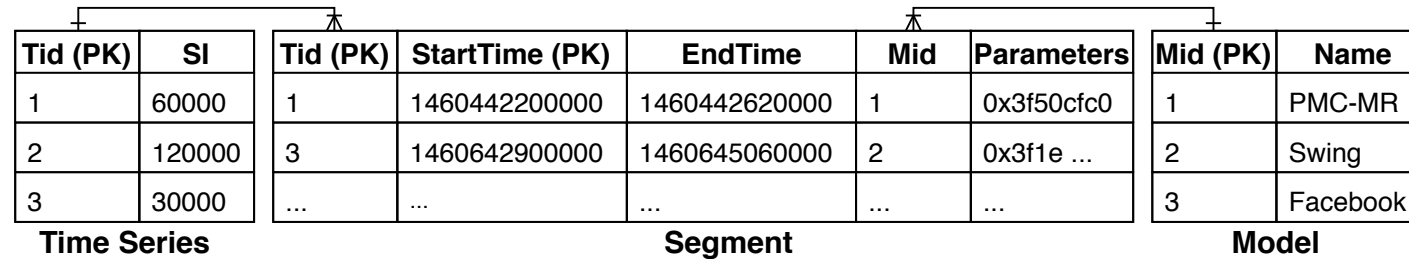 Tid (PK) SI Tid (PK) StartTime (PK) EndTime Mid Parameters Mid (PK) Name
1 60000 1 1460442200000 1460442620000 1 0x3f50cfc0 1 PMC-MR
2 120000 3 1460642900000 1460645060000 2 0x3f1e ... 2 Swing
3 30000 ... ... ... ... ... 3 Facebook
Time Series Segment Model